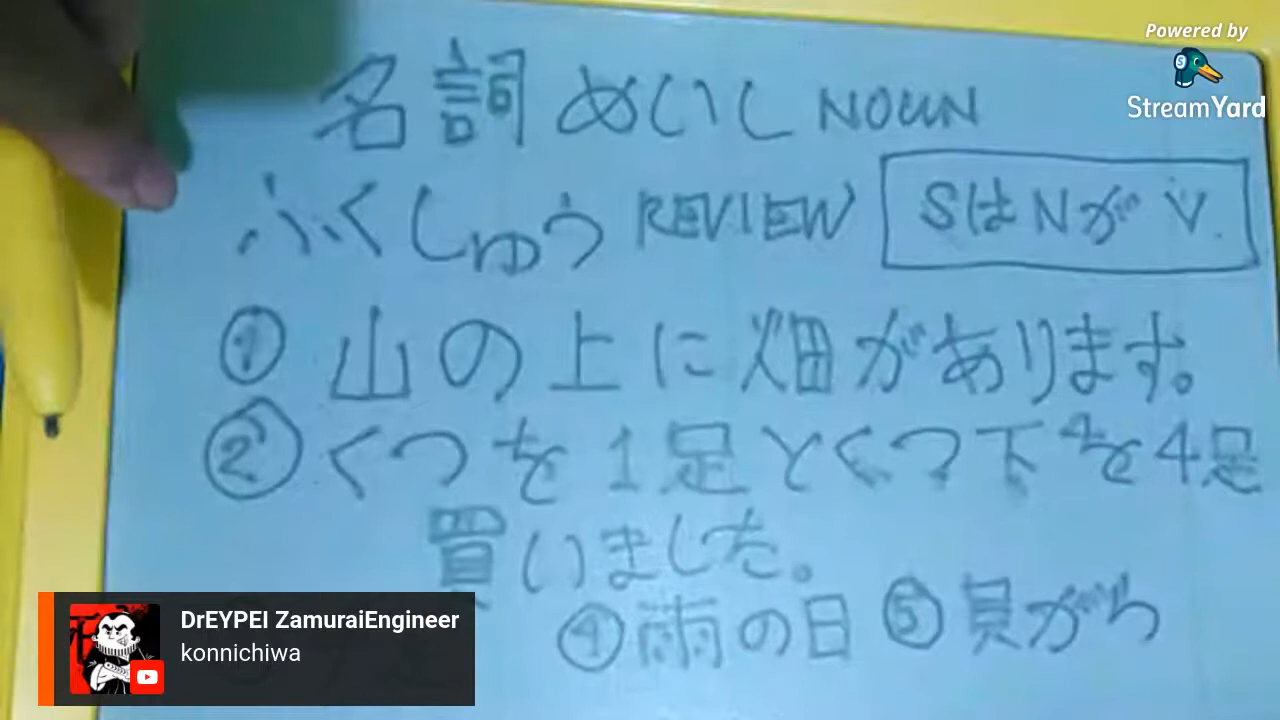 Powered by
StreamYard
名詞 めいし NOUN
ふくしゅう REVIEW SはNがV.
① 山の上に畑があります。
② くつを1足とくつ下を4足
買いました。
④ 雨の日 ⑤ 貝がら
DrEYPEI ZamuraiEngineer
konnichiwa